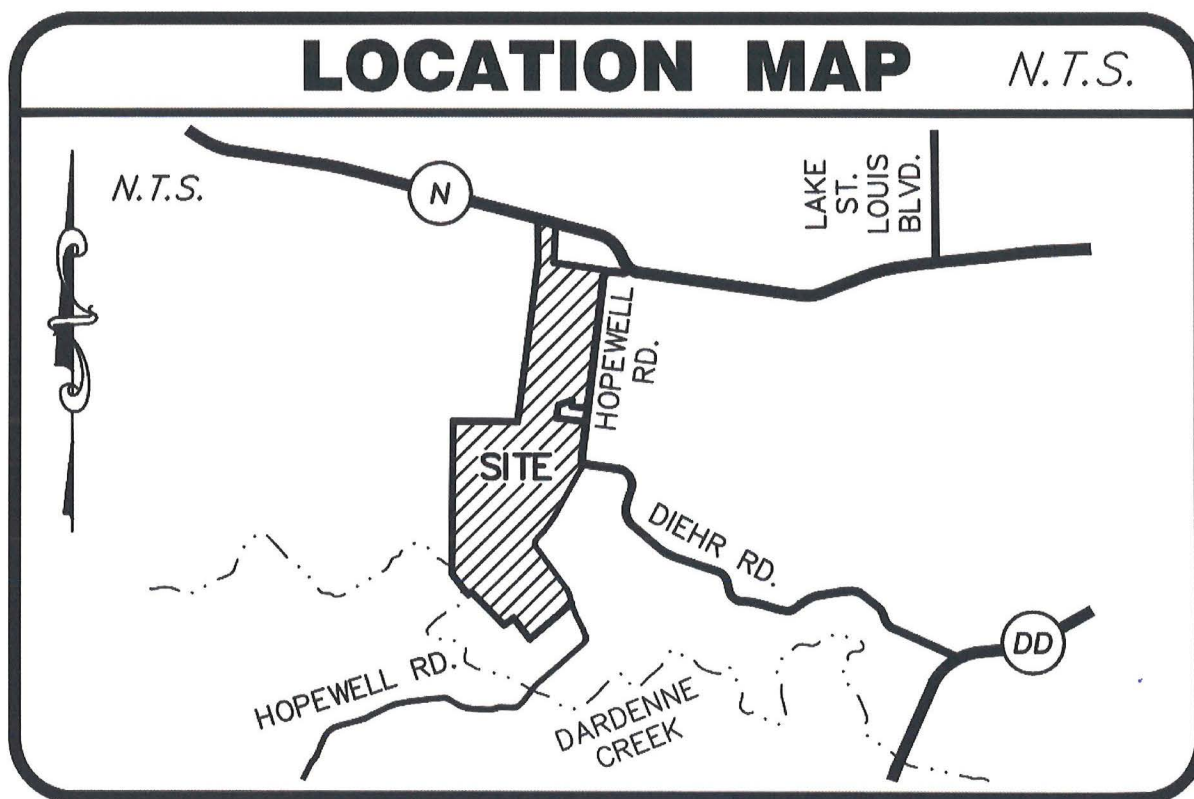 LOCATION MAP N.T.S.
N.T.S.
N
LAKE
ST.
LOUIS
BLVD.
HOPEWELL
RD.
SITE
DIEHR RD.
DD
HOPEWELL RD.
DARDENNE
CREEK